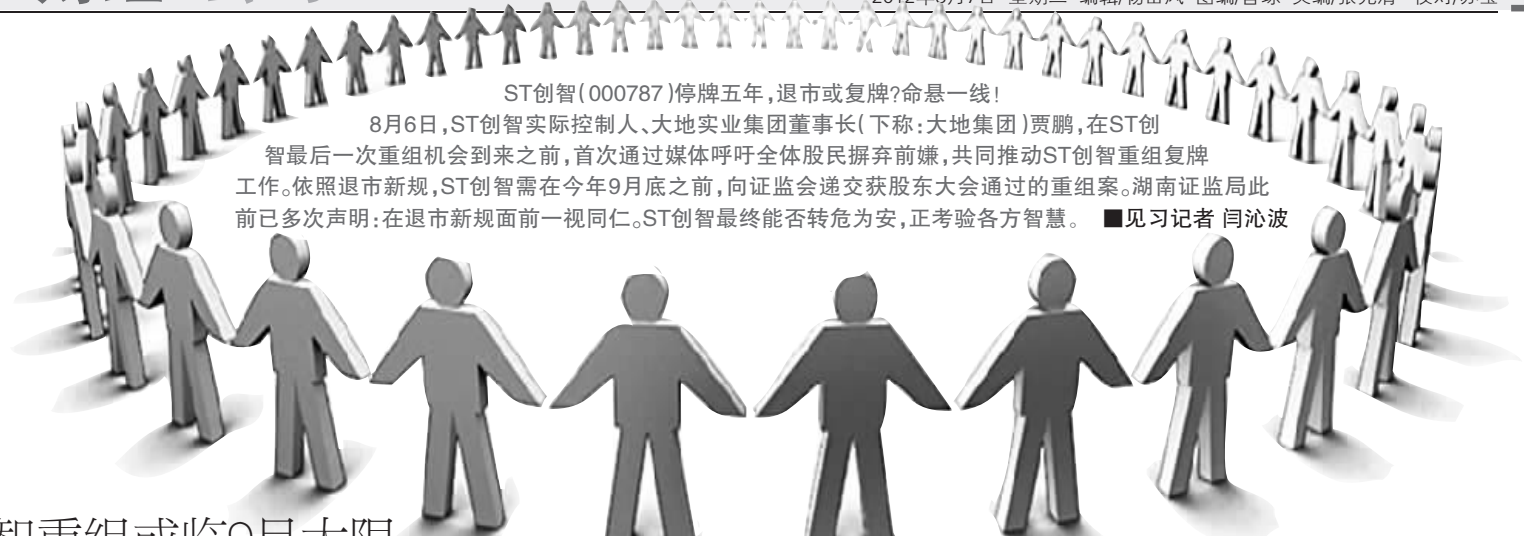 ST创智(000787)停牌五年,退市或复牌?命悬一线!
8月6日,ST创智实际控制人、大地实业集团董事长(下称:大地集团)贾鹏,在ST创
智最后一次重组机会到来之前,首次通过媒体呼吁全体股民摒弃前嫌,共同推动ST创智重组复牌
工作。依照退市新规,ST创智需在今年9月底之前,向证监会递交获股东大会通过的重组案。湖南证监局此
前已多次声明:在退市新规面前一视同仁。ST创智最终能否转危为安,正考验各方智慧。 ■见习记者 闫沁波
智重组或临9月大限